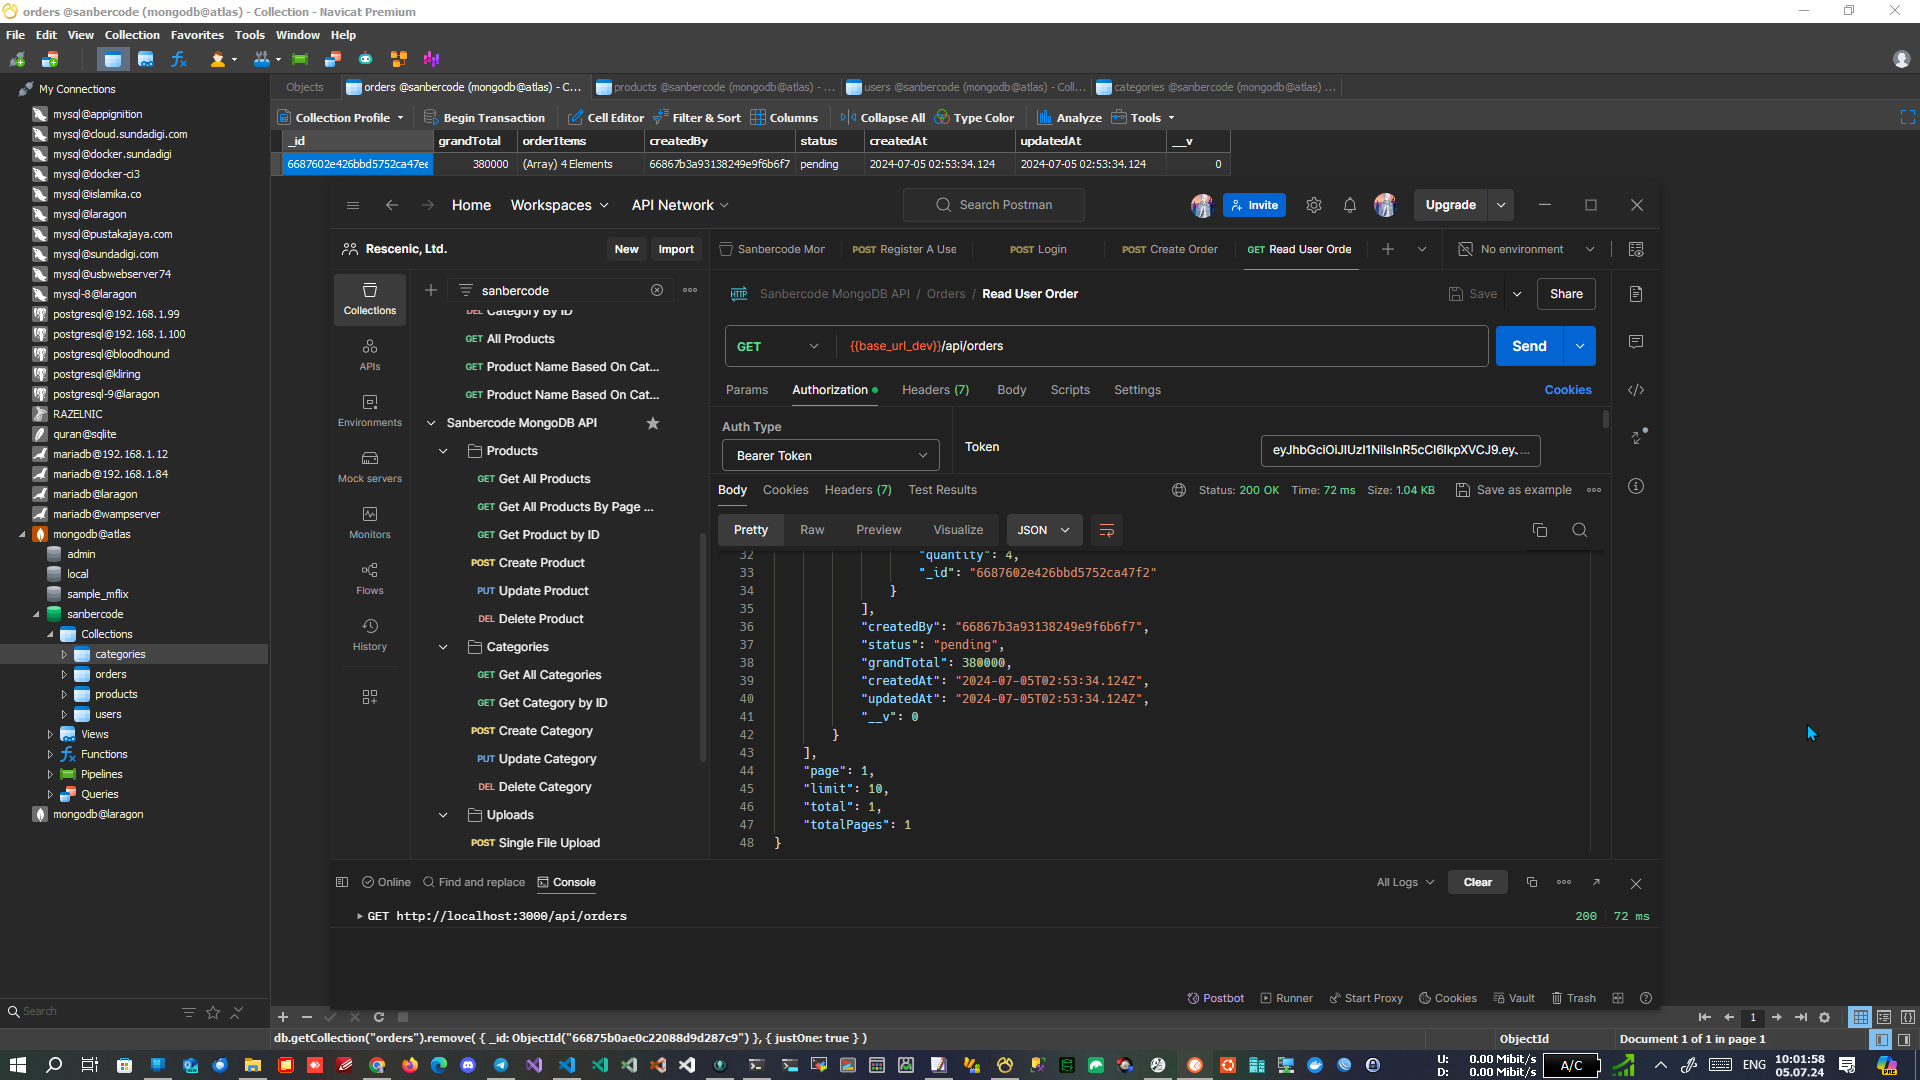 orders @sanbercode (mongodb@atlas) - Collection - Navicat Premium
File Edit View Collection Favorites Tools Window Help
My Connections
mysql@appignition
mysql@cloud.sundadigi.com
mysql@docker.sundadigi
mysql@docker-ci3
mysql@islamika.co
mysql@laragon
mysql@pustakajaya.com
mysql@sundadigi.com
mysql@usbwebserver74
mysql-8@laragon
postgresql@192.168.1.99
postgresql@192.168.1.100
postgresql@bloodhound
postgresql@kliring
postgresql-9@laragon
RAZELNIC
quran@sqlite
mariadb@192.168.1.12
mariadb@192.168.1.84
mariadb@laragon
mariadb@wampserver
mongodb@atlas
admin
local
sample_mflix
sanbercode
Collections
categories
orders
products
users
Views
Functions
Pipelines
Queries
mongodb@laragon
Search
Objects
orders @sanbercode (mongodb@atlas) - C...
products @sanbercode (mongodb@atlas) - ...
users @sanbercode (mongodb@atlas) - Coll...
categories @sanbercode (mongodb@atlas) ...
Collection Profile Begin Transaction Cell Editor Filter & Sort Columns Collapse All Type Color Analyze Tools
_id grandTotal orderItems createdBy status createdAt updatedAt __v
6687602e426bbd5752ca47ee 380000 (Array) 4 Elements 66867b3a93138249e9f6b6f7 pending 2024-07-05 02:53:34.124 2024-07-05 02:53:34.124 0
Home Workspaces API Network Search Postman Invite Upgrade
Rescenic, Ltd. New Import
Sanbercode Mor POST Register A Use POST Login POST Create Order GET Read User Orde No environment
Collections
APIs
Environments
Mock servers
Monitors
Flows
History
sanbercode
DEL Category By ID
GET All Products
GET Product Name Based On Cat...
GET Product Name Based On Cat...
Sanbercode MongoDB API
Products
GET Get All Products
GET Get All Products By Page ...
GET Get Product by ID
POST Create Product
PUT Update Product
DEL Delete Product
Categories
GET Get All Categories
GET Get Category by ID
POST Create Category
PUT Update Category
DEL Delete Category
Uploads
POST Single File Upload
HTTP Sanbercode MongoDB API / Orders / Read User Order Save Share
GET {{base_url_dev}}/api/orders Send
Params Authorization Headers (7) Body Scripts Settings Cookies
Auth Type
Bearer Token
Token eyJhbGciOiJIUzI1NiIsInR5cCI6IkpXVCJ9.eyJ...
Body Cookies Headers (7) Test Results Status: 200 OK Time: 72 ms Size: 1.04 KB Save as example
Pretty Raw Preview Visualize JSON
32 "quantity": 4,
33 "_id": "6687602e426bbd5752ca47f2"
34 }
35 ],
36 "createdBy": "66867b3a93138249e9f6b6f7",
37 "status": "pending",
38 "grandTotal": 380000,
39 "createdAt": "2024-07-05T02:53:34.124Z",
40 "updatedAt": "2024-07-05T02:53:34.124Z",
41 "__v": 0
42 }
43 ],
44 "page": 1,
45 "limit": 10,
46 "total": 1,
47 "totalPages": 1
48 }
Online Find and replace Console All Logs Clear
GET http://localhost:3000/api/orders 200 72 ms
Postbot Runner Start Proxy Cookies Vault Trash
1
db.getCollection("orders").remove( { _id: ObjectId("66875b0ae0c22088d9d287c9") }, { justOne: true } ) ObjectId Document 1 of 1 in page 1
U: 0.00 Mibit/s
D: 0.00 Mibit/s
A/C
ENG
10:01:58
05.07.24